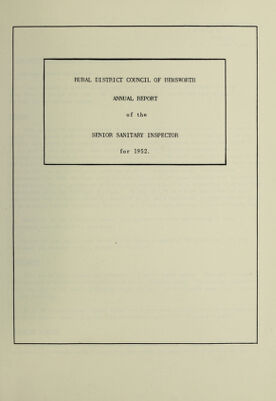 RURAL DISTRICT COUNCIL OF HEMSWORTH
ANNUAL REPORT
of the
SENIOR SANITARY INSPECTOR
for 1952.